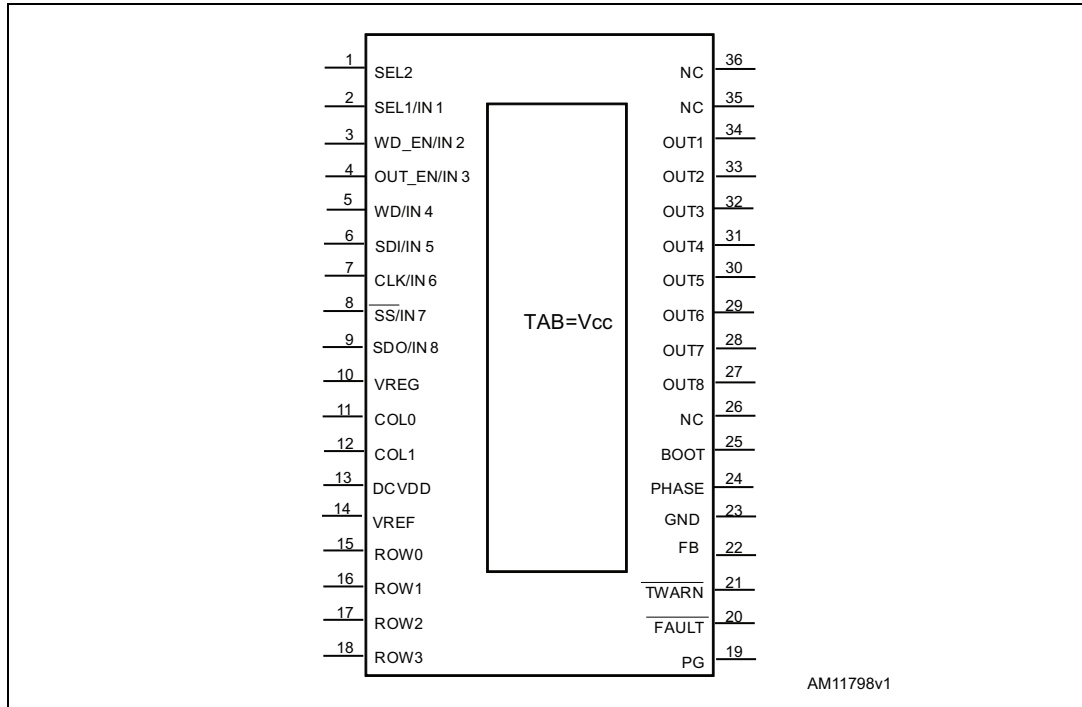 1 SEL2
2 SEL1/IN 1
3 WD_EN/IN 2
4 OUT_EN/IN 3
5 WD/IN 4
6 SDI/IN 5
7 CLK/IN 6
8 SS/IN 7
9 SDO/IN 8
10 VREG
11 COL0
12 COL1
13 DCVDD
14 VREF
15 ROW0
16 ROW1
17 ROW2
18 ROW3
TAB=Vcc
NC 36
NC 35
OUT1 34
OUT2 33
OUT3 32
OUT4 31
OUT5 30
OUT6 29
OUT7 28
OUT8 27
NC 26
BOOT 25
PHASE 24
GND 23
FB 22
TWARN 21
FAULT 20
PG 19
AM11798v1